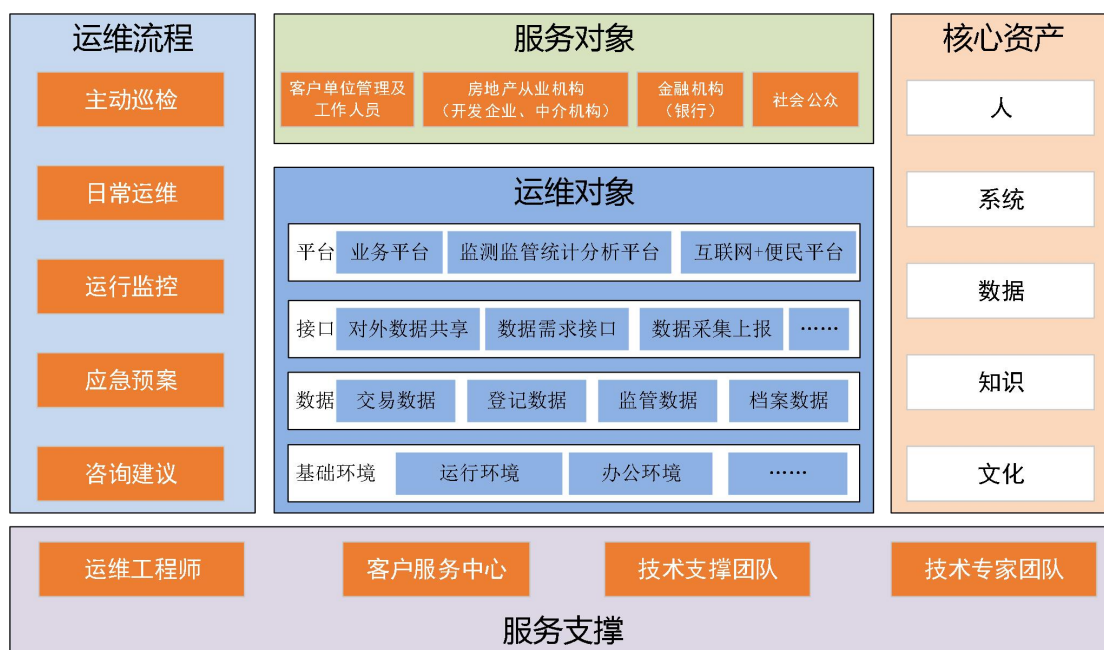 运维流程
主动巡检
日常运维
运行监控
应急预案
咨询建议
服务对象
客户单位管理及
工作人员
房地产从业机构
（开发企业、中介机构）
金融机构
（银行）
社会公众
运维对象
平台 业务平台 监测监管统计分析平台 互联网+便民平台
接口 对外数据共享 数据需求接口 数据采集上报 ……
数据 交易数据 登记数据 监管数据 档案数据
基础环境 运行环境 办公环境 ……
核心资产
人
系统
数据
知识
文化
运维工程师 客户服务中心 技术支撑团队 技术专家团队
服务支撑